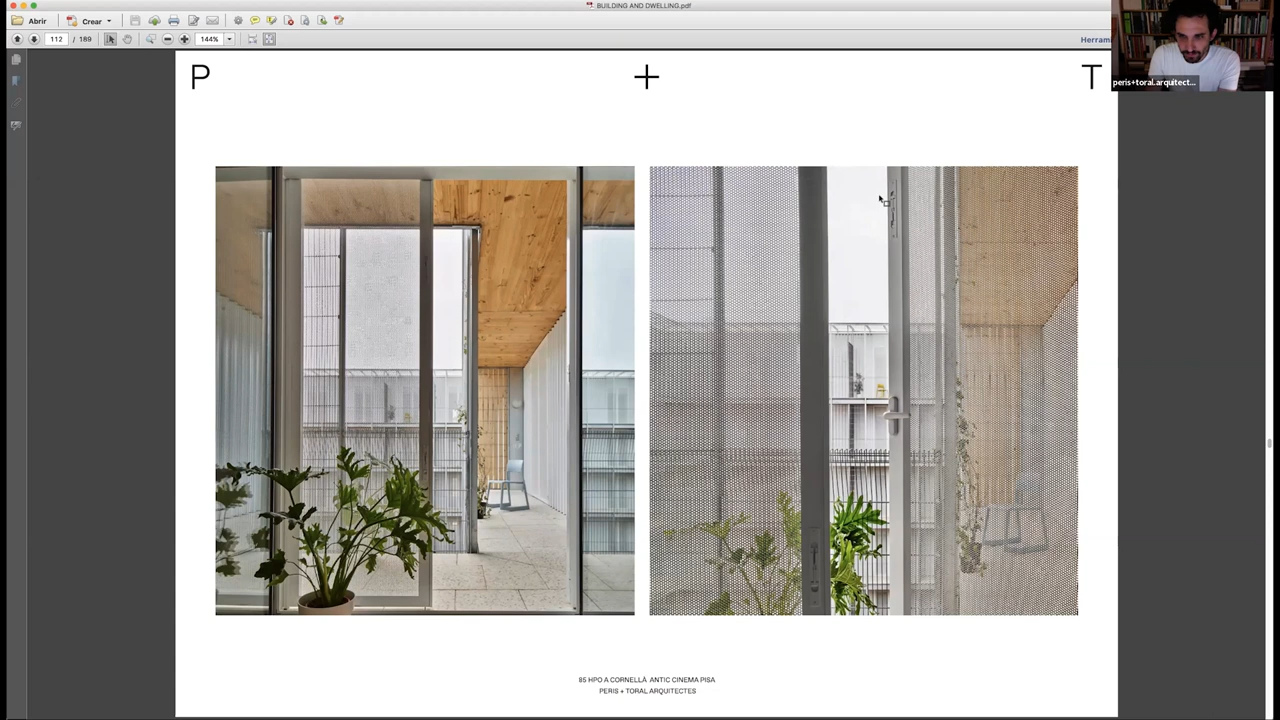 BUILDING AND DWELLING.pdf
Abrir
Crear
112 / 189
144%
Herrami
peris+toral.arquitect...
P + T
85 HPO A CORNELLÀ ANTIC CINEMA PISA
PERIS + TORAL ARQUITECTES